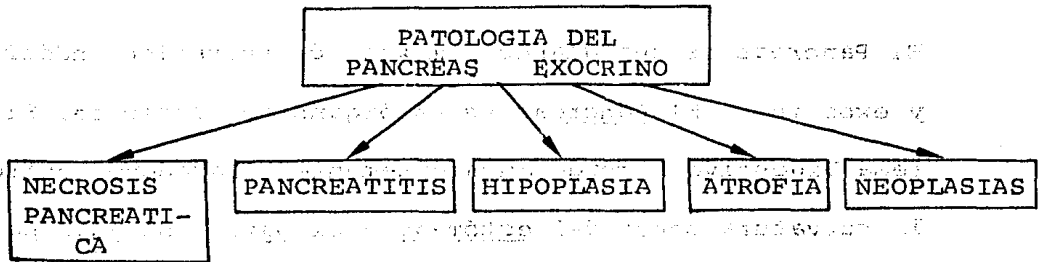 PATOLOGIA DEL
PANCREAS EXOCRINO
NECROSIS
PANCREATI-
CA
PANCREATITIS
HIPOPLASIA
ATROFIA
NEOPLASIAS